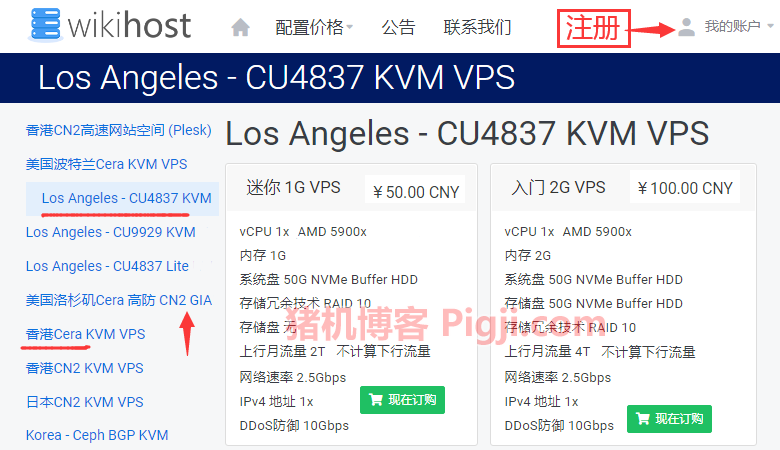 wikihost
配置价格
公告
联系我们
注册
我的账户
Los Angeles - CU4837 KVM VPS
香港CN2高速网站空间 (Plesk)
美国波特兰Cera KVM VPS
Los Angeles - CU4837 KVM
Los Angeles - CU9929 KVM
Los Angeles - CU4837 Lite
美国洛杉矶Cera 高防 CN2 GIA
香港Cera KVM VPS
香港CN2 KVM VPS
日本CN2 KVM VPS
Korea - Ceph BGP KVM
Los Angeles - CU4837 KVM VPS
迷你 1G VPS
¥50.00 CNY
vCPU 1x AMD 5900x
内存 1G
系统盘 50G NVMe Buffer HDD
存储冗余技术 RAID 10
存储盘 无
上行月流量 2T 不计算下行流量
网络速率 2.5Gbps
IPv4 地址 1x
DDoS防御 10Gbps
现在订购
入门 2G VPS
¥100.00 CNY
vCPU 1x AMD 5900x
内存 2G
系统盘 50G NVMe Buffer HDD
存储盘 50G NVMe Buffer HDD
存储冗余技术 RAID 10
上行月流量 4T 不计算下行流量
网络速率 2.5Gbps
IPv4 地址 1x
DDoS防御 10Gbps
现在订购
猪机博客 Pigji.com